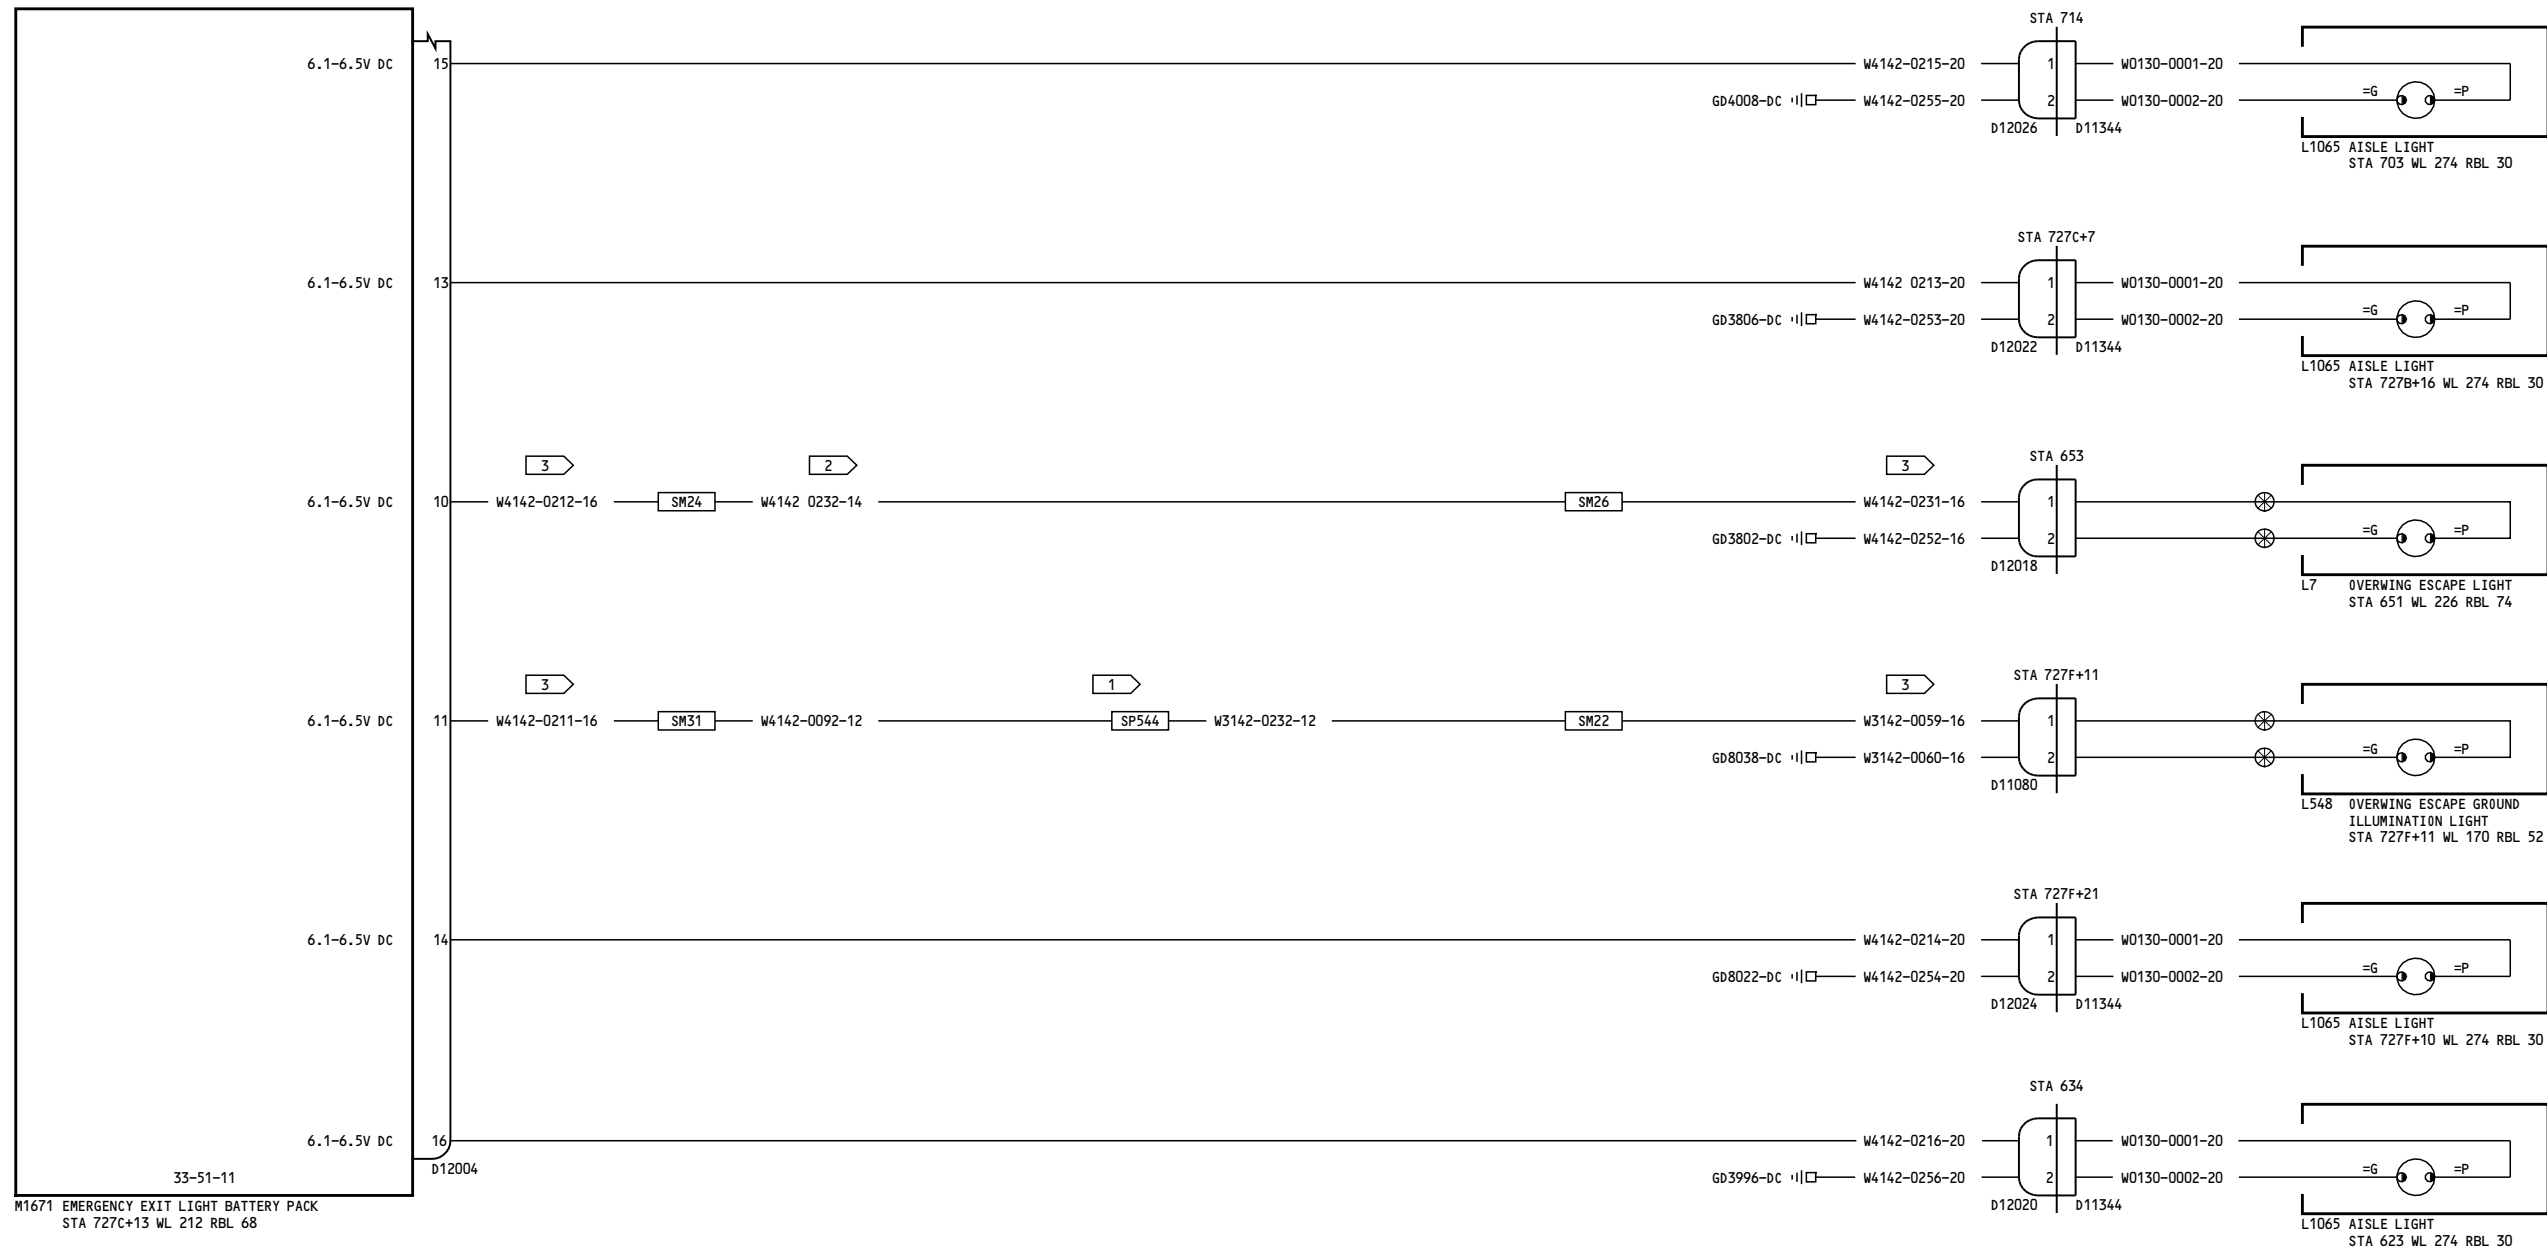 STA 714
6.1-6.5V DC 15 W4142-0215-20 1 W0130-0001-20
GD4008-DC W4142-0255-20 2 W0130-0002-20 =G =P
D12026 D11344
L1065 AISLE LIGHT
STA 703 WL 274 RBL 30
STA 727C+7
6.1-6.5V DC 13 W4142 0213-20 1 W0130-0001-20
GD3806-DC W4142-0253-20 2 W0130-0002-20 =G =P
D12022 D11344
L1065 AISLE LIGHT
STA 727B+16 WL 274 RBL 30
3 2 3 STA 653
6.1-6.5V DC 10 W4142-0212-16 SM24 W4142 0232-14 SM26 W4142-0231-16 1
GD3802-DC W4142-0252-16 2 =G =P
D12018
L7 OVERWING ESCAPE LIGHT
STA 651 WL 226 RBL 74
3 1 3 STA 727F+11
6.1-6.5V DC 11 W4142-0211-16 SM31 W4142-0092-12 SP544 W3142-0232-12 SM22 W3142-0059-16 1
GD8038-DC W3142-0060-16 2 =G =P
D11080
L548 OVERWING ESCAPE GROUND
ILLUMINATION LIGHT
STA 727F+11 WL 170 RBL 52
STA 727F+21
6.1-6.5V DC 14 W4142-0214-20 1 W0130-0001-20
GD8022-DC W4142-0254-20 2 W0130-0002-20 =G =P
D12024 D11344
L1065 AISLE LIGHT
STA 727F+10 WL 274 RBL 30
STA 634
6.1-6.5V DC 16 W4142-0216-20 1 W0130-0001-20
D12004
33-51-11 GD3996-DC W4142-0256-20 2 W0130-0002-20 =G =P
D12020 D11344
M1671 EMERGENCY EXIT LIGHT BATTERY PACK
STA 727C+13 WL 212 RBL 68
L1065 AISLE LIGHT
STA 623 WL 274 RBL 30